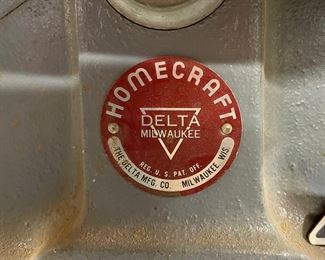 HOMECRAFT
DELTA
MILWAUKEE
REG. U.S. PAT. OFF.
THE DELTA MFG. CO. MILWAUKEE, WIS.